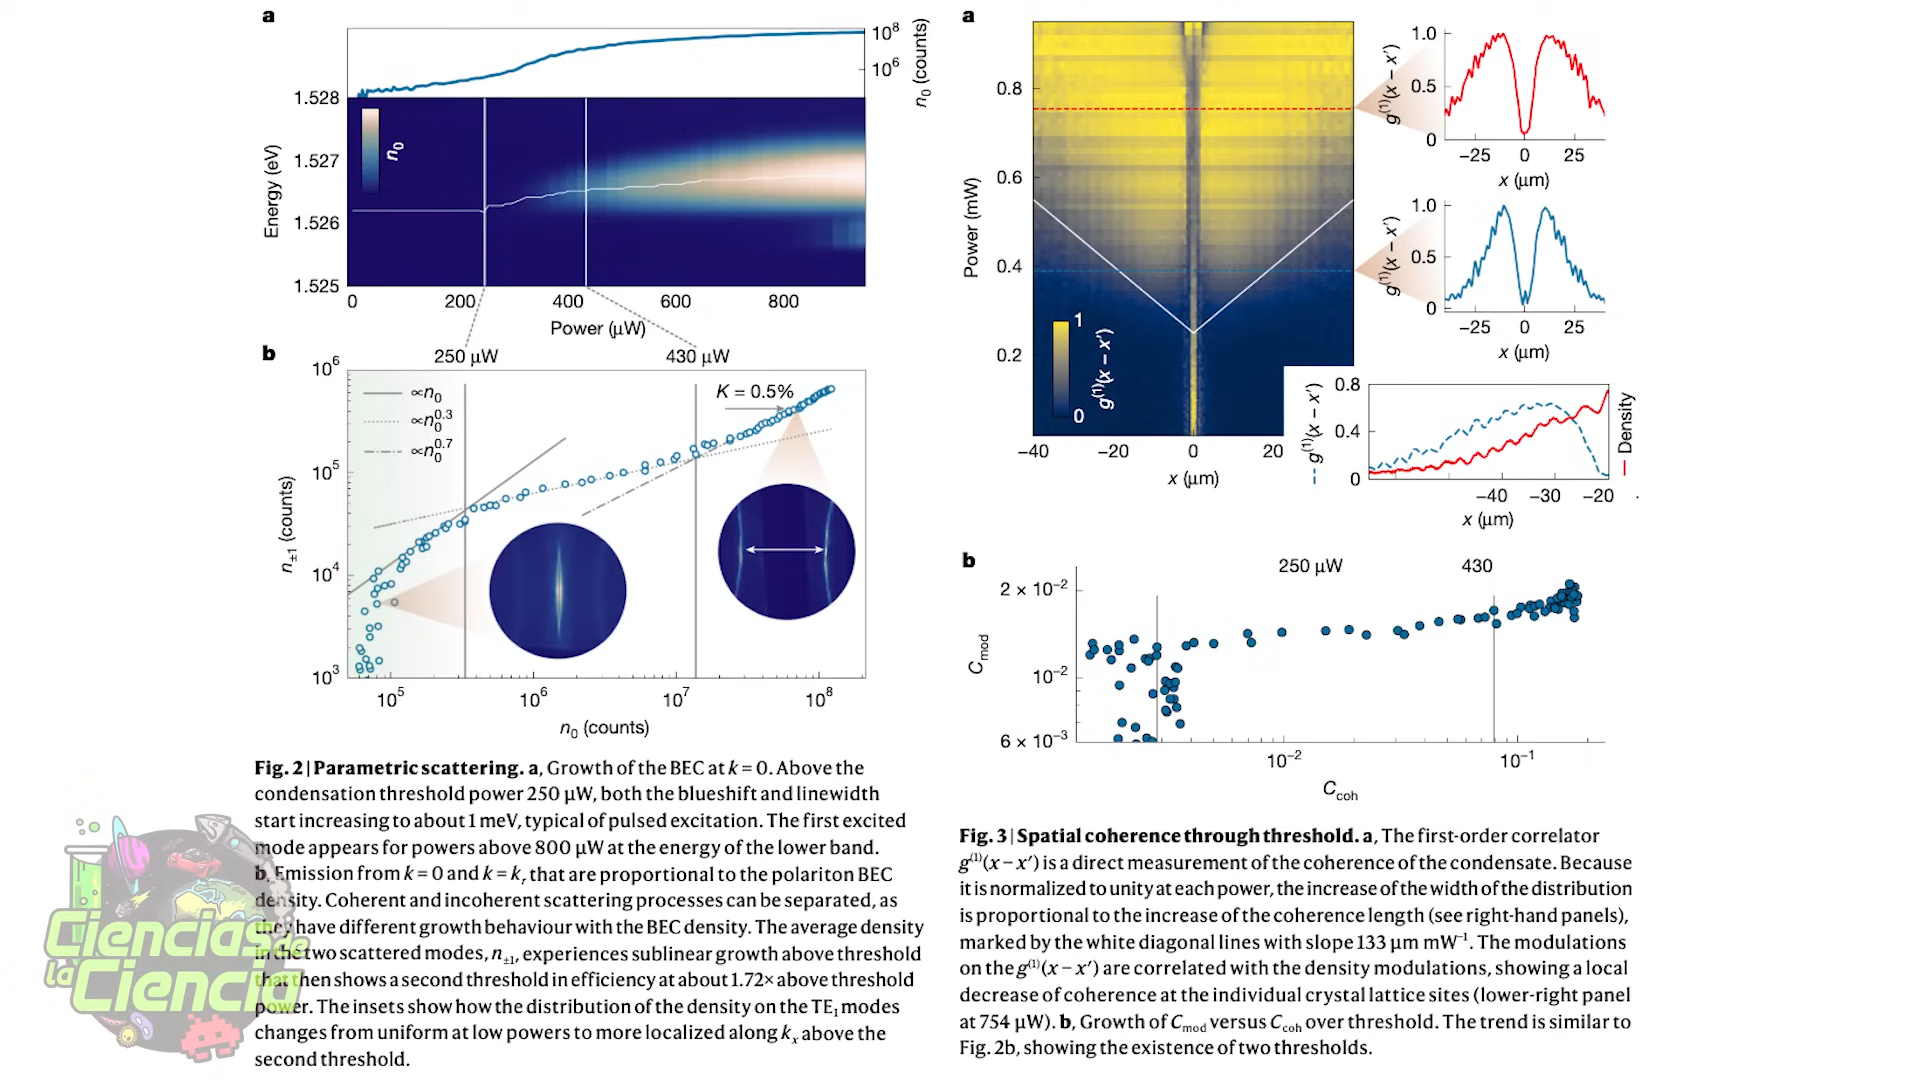 a
10⁸
10⁶
n₀ (counts)
1.528
1.527
1.526
1.525
Energy (eV)
n₀
0 200 400 600 800
Power (μW)
250 μW 430 μW
b
10⁶
10⁵
10⁴
10³
n±₁ (counts)
∝n₀
∝n₀^0.3
∝n₀^0.7
K = 0.5%
10⁵ 10⁶ 10⁷ 10⁸
n₀ (counts)
Fig. 2 | Parametric scattering. a, Growth of the BEC at k = 0. Above the
condensation threshold power 250 μW, both the blueshift and linewidth
start increasing to about 1 meV, typical of pulsed excitation. The first excited
mode appears for powers above 800 μW at the energy of the lower band.
b, Emission from k = 0 and k = kᵣ that are proportional to the polariton BEC
density. Coherent and incoherent scattering processes can be separated, as
they have different growth behaviour with the BEC density. The average density
in the two scattered modes, n±₁, experiences sublinear growth above threshold
that then shows a second threshold in efficiency at about 1.72× above threshold
power. The insets show how the distribution of the density on the TE₁ modes
changes from uniform at low powers to more localized along kₓ above the
second threshold.
Ciencias de
la Ciencia
a
0.8
0.6
0.4
0.2
Power (mW)
1
0
g⁽¹⁾(x − x′)
−40 −20 0 20
x (μm)
1.0
0.5
0
g⁽¹⁾(x − x′)
−25 0 25
x (μm)
1.0
0.5
0
g⁽¹⁾(x − x′)
−25 0 25
x (μm)
0.8
0.4
0
g⁽¹⁾(x − x′)
Density
−40 −30 −20
x (μm)
b
250 μW 430
2 × 10⁻²
10⁻²
6 × 10⁻³
C_mod
10⁻² 10⁻¹
C_coh
Fig. 3 | Spatial coherence through threshold. a, The first-order correlator
g⁽¹⁾(x − x′) is a direct measurement of the coherence of the condensate. Because
it is normalized to unity at each power, the increase of the width of the distribution
is proportional to the increase of the coherence length (see right-hand panels),
marked by the white diagonal lines with slope 133 μm mW⁻¹. The modulations
on the g⁽¹⁾(x − x′) are correlated with the density modulations, showing a local
decrease of coherence at the individual crystal lattice sites (lower-right panel
at 754 μW). b, Growth of C_mod versus C_coh over threshold. The trend is similar to
Fig. 2b, showing the existence of two thresholds.